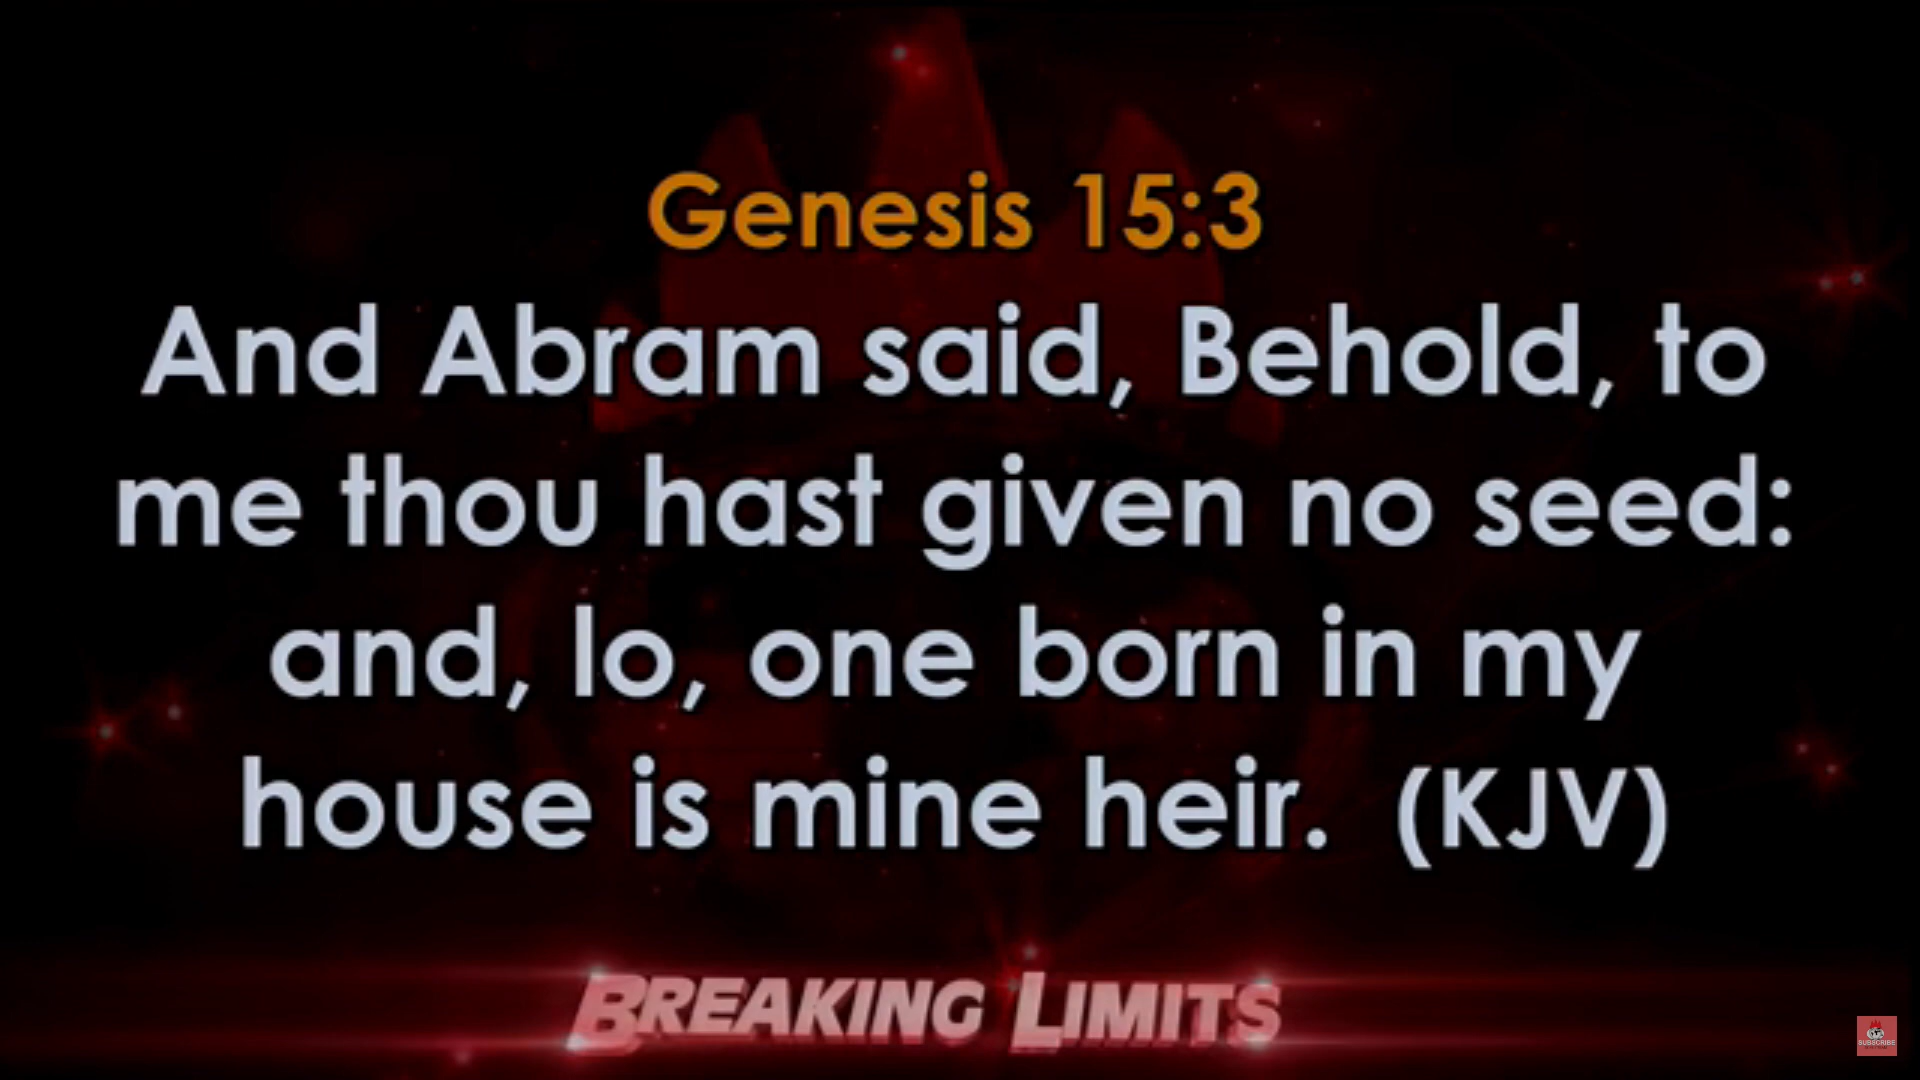 Genesis 15:3
And Abram said, Behold, to
me thou hast given no seed:
and, lo, one born in my
house is mine heir.  (KJV)
BREAKING LIMITS
SUBSCRIBE